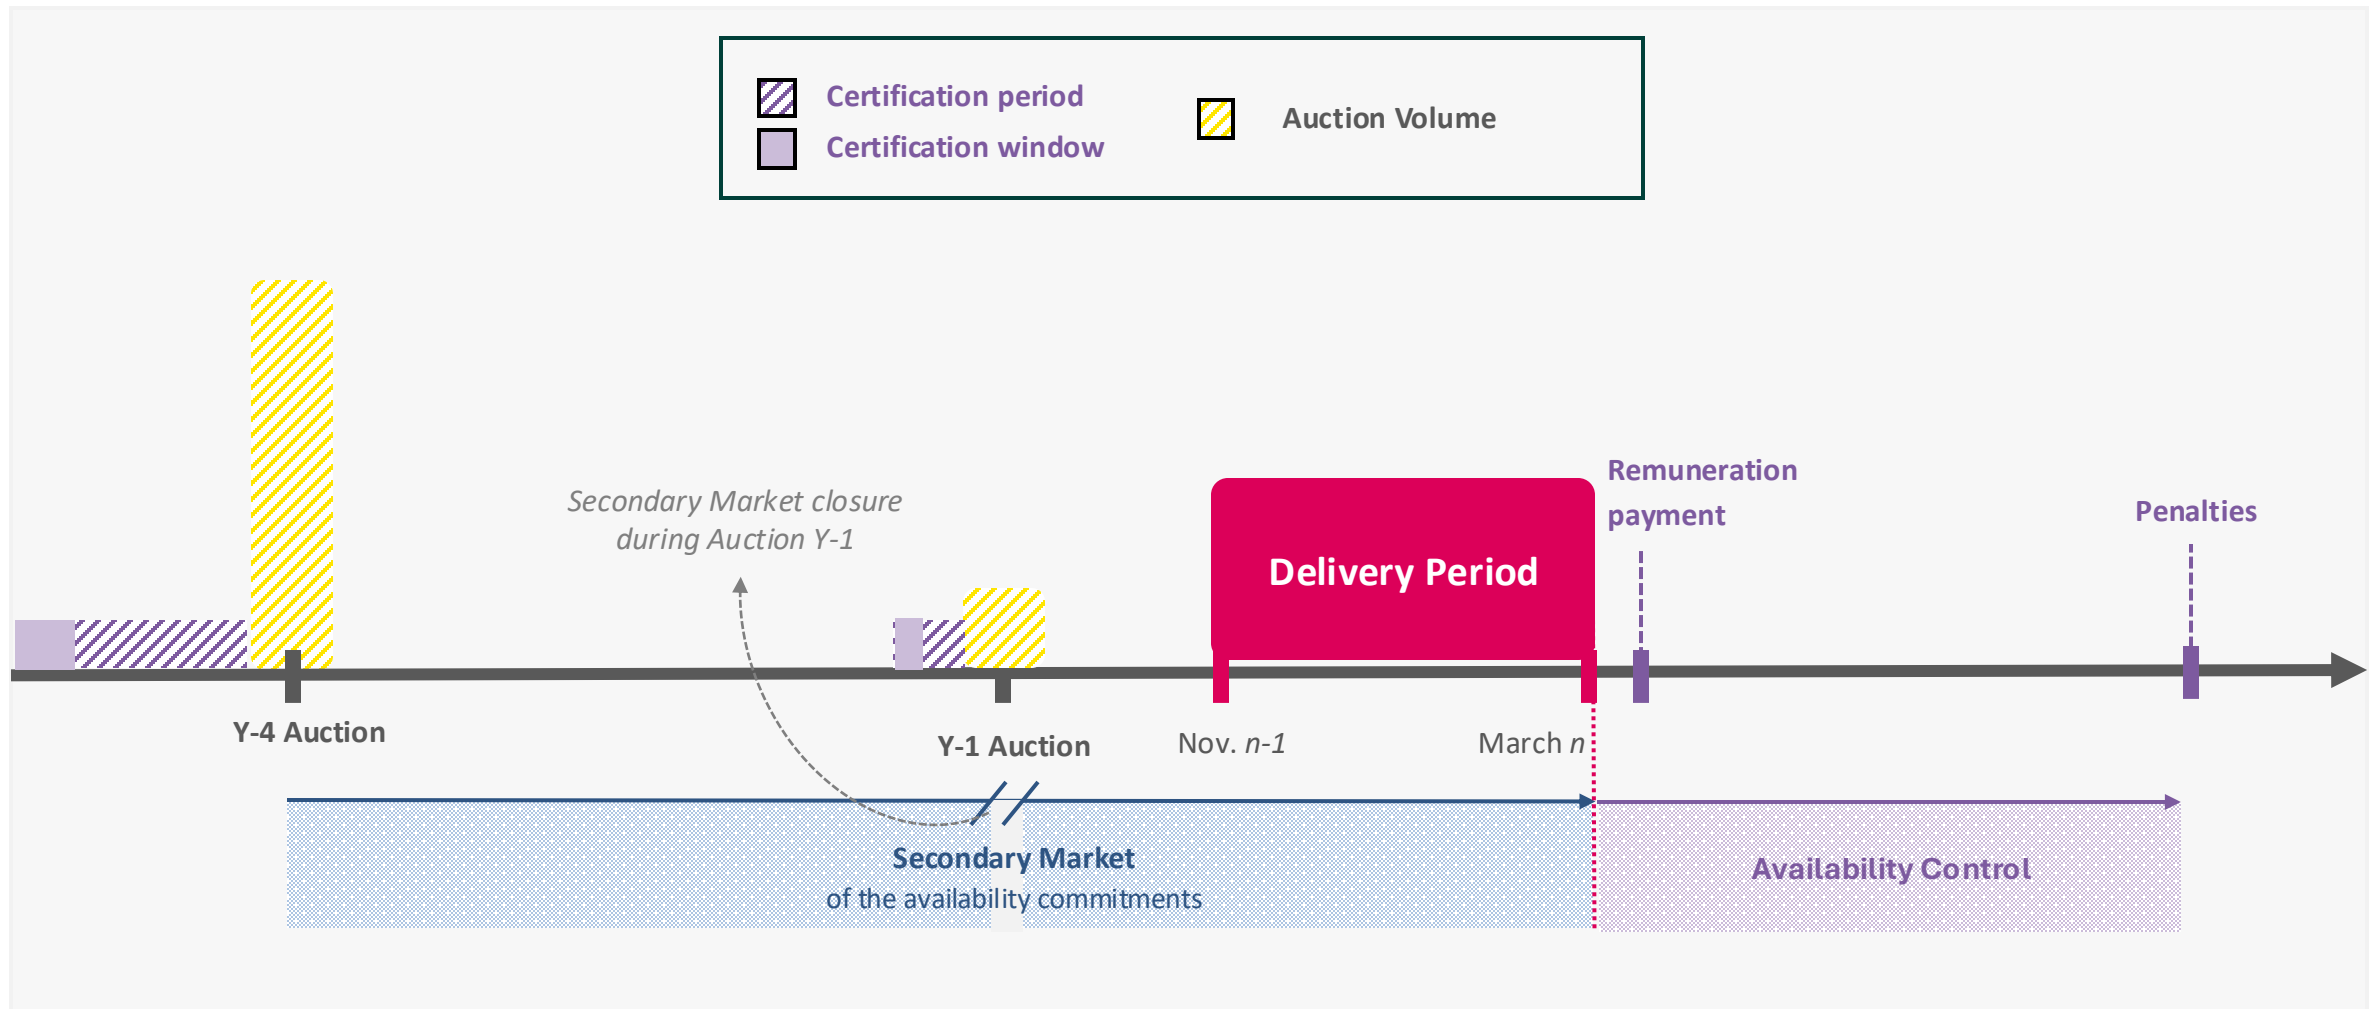 Certification period
Certification window
Auction Volume
Secondary Market closure
during Auction Y-1
Delivery Period
Remuneration
payment
Penalties
Y-4 Auction
Y-1 Auction
Nov. n-1
March n
Secondary Market
of the availability commitments
Availability Control